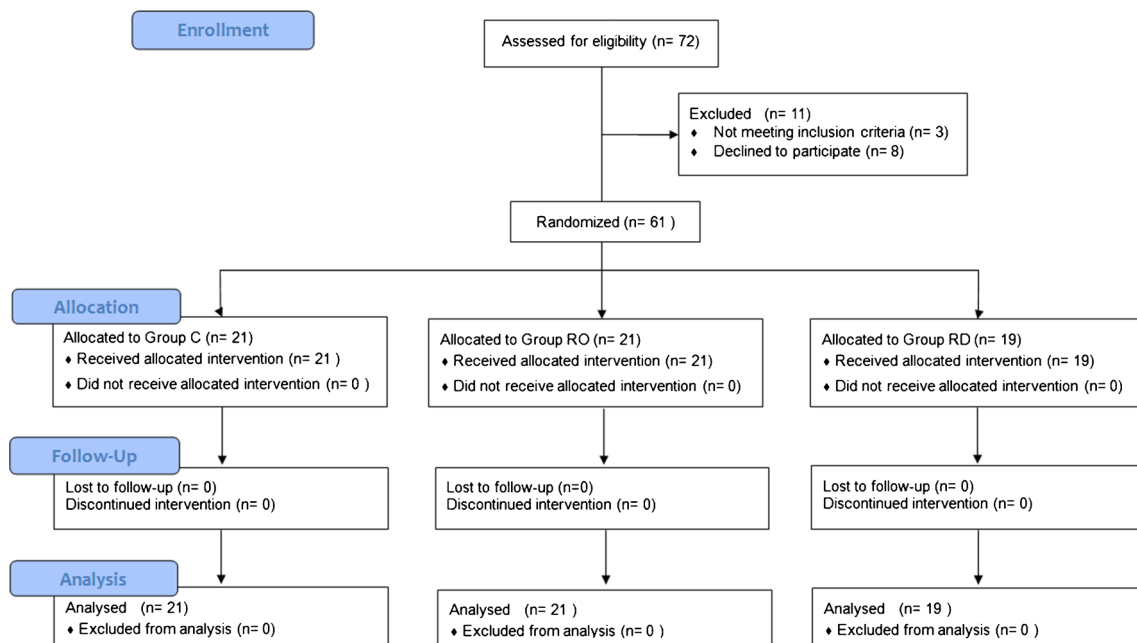 Enrollment
Assessed for eligibility (n= 72)
Excluded (n= 11)
♦ Not meeting inclusion criteria (n= 3)
♦ Declined to participate (n= 8)
Randomized (n= 61 )
Allocation
Allocated to Group C (n= 21)
♦ Received allocated intervention (n= 21 )
♦ Did not receive allocated intervention (n= 0 )
Allocated to Group RO (n= 21)
♦ Received allocated intervention (n= 21)
♦ Did not receive allocated intervention (n= 0)
Allocated to Group RD (n= 19)
♦ Received allocated intervention (n= 19)
♦ Did not receive allocated intervention (n= 0)
Follow-Up
Lost to follow-up (n= 0)
Discontinued intervention (n= 0)
Lost to follow-up (n=0)
Discontinued intervention (n= 0)
Lost to follow-up (n= 0)
Discontinued intervention (n= 0)
Analysis
Analysed (n= 21)
♦ Excluded from analysis (n= 0)
Analysed (n= 21 )
♦ Excluded from analysis (n= 0 )
Analysed (n= 19 )
♦ Excluded from analysis (n= 0 )